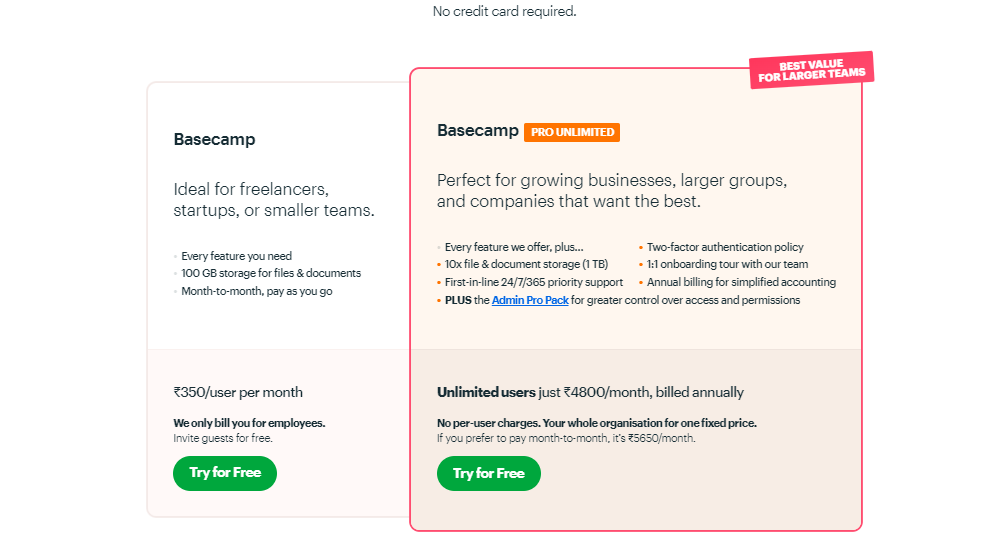 No credit card required.
BEST VALUE
FOR LARGER TEAMS
Basecamp
Ideal for freelancers,
startups, or smaller teams.
Every feature you need
100 GB storage for files & documents
Month-to-month, pay as you go
₹350/user per month
We only bill you for employees.
Invite guests for free.
Try for Free
Basecamp PRO UNLIMITED
Perfect for growing businesses, larger groups,
and companies that want the best.
Every feature we offer, plus...
10x file & document storage (1 TB)
First-in-line 24/7/365 priority support
Two-factor authentication policy
1:1 onboarding tour with our team
Annual billing for simplified accounting
PLUS the Admin Pro Pack for greater control over access and permissions
Unlimited users just ₹4800/month, billed annually
No per-user charges. Your whole organisation for one fixed price.
If you prefer to pay month-to-month, it's ₹5650/month.
Try for Free